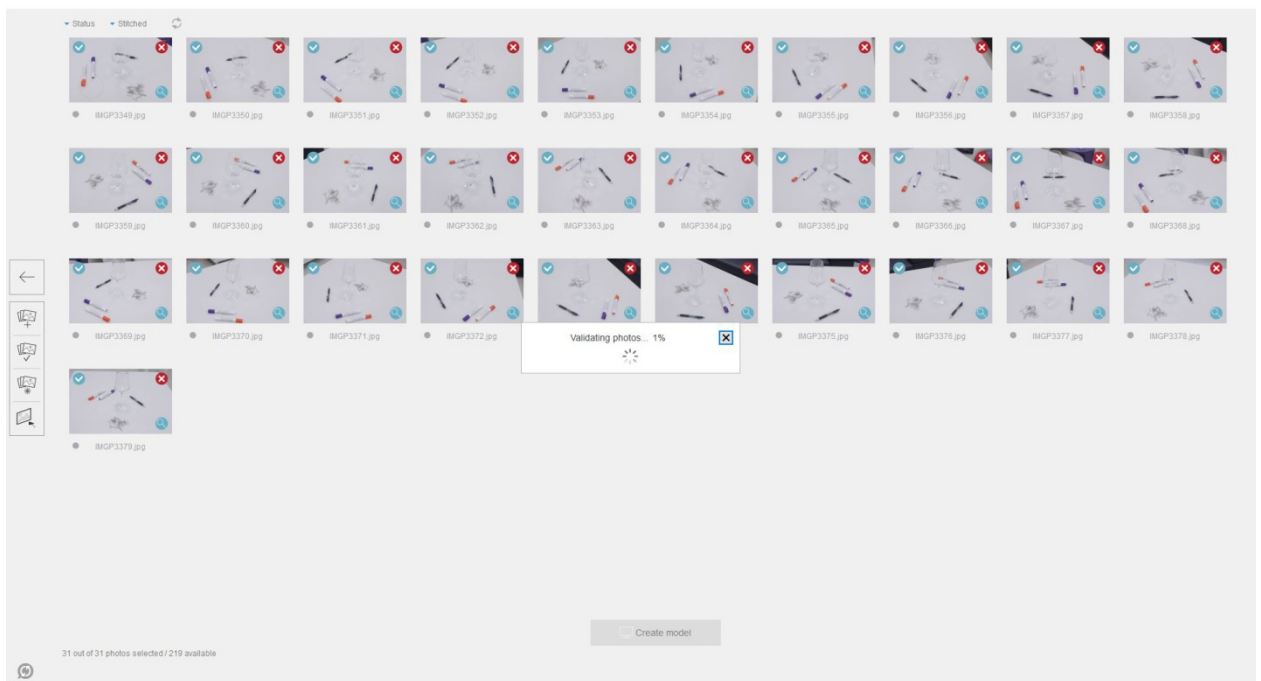 Status Stitched
IMGP3349.jpg IMGP3350.jpg IMGP3351.jpg IMGP3352.jpg IMGP3353.jpg IMGP3354.jpg IMGP3355.jpg IMGP3356.jpg IMGP3357.jpg IMGP3358.jpg
IMGP3359.jpg IMGP3360.jpg IMGP3361.jpg IMGP3362.jpg IMGP3363.jpg IMGP3364.jpg IMGP3365.jpg IMGP3366.jpg IMGP3367.jpg IMGP3368.jpg
IMGP3369.jpg IMGP3370.jpg IMGP3371.jpg IMGP3372.jpg Validating photos... 1% IMGP3375.jpg IMGP3376.jpg IMGP3377.jpg IMGP3378.jpg
IMGP3379.jpg
Create model
31 out of 31 photos selected / 219 available